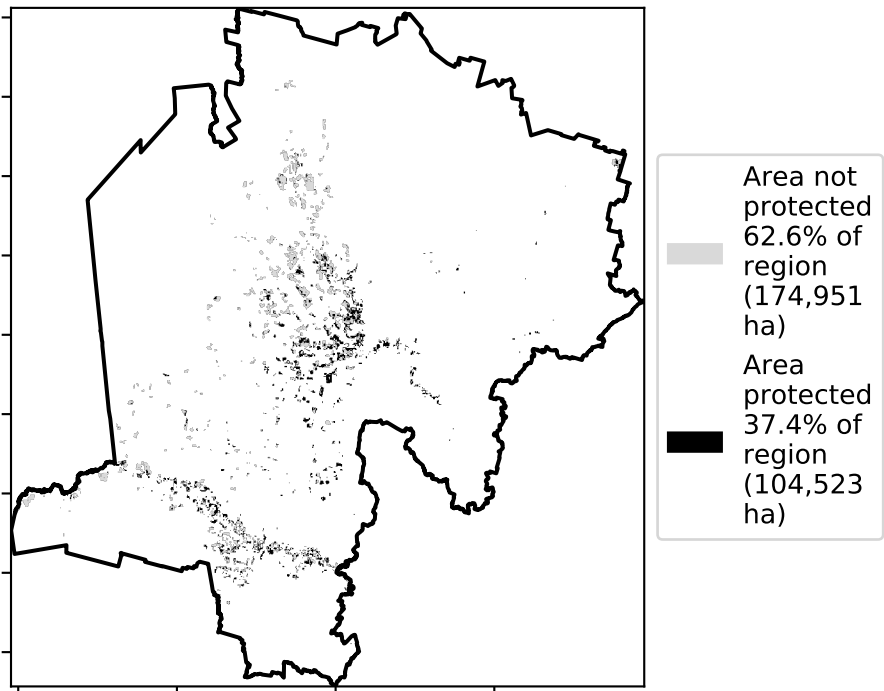 Area not
protected
62.6% of
region
(174,951
ha)
Area
protected
37.4% of
region
(104,523
ha)